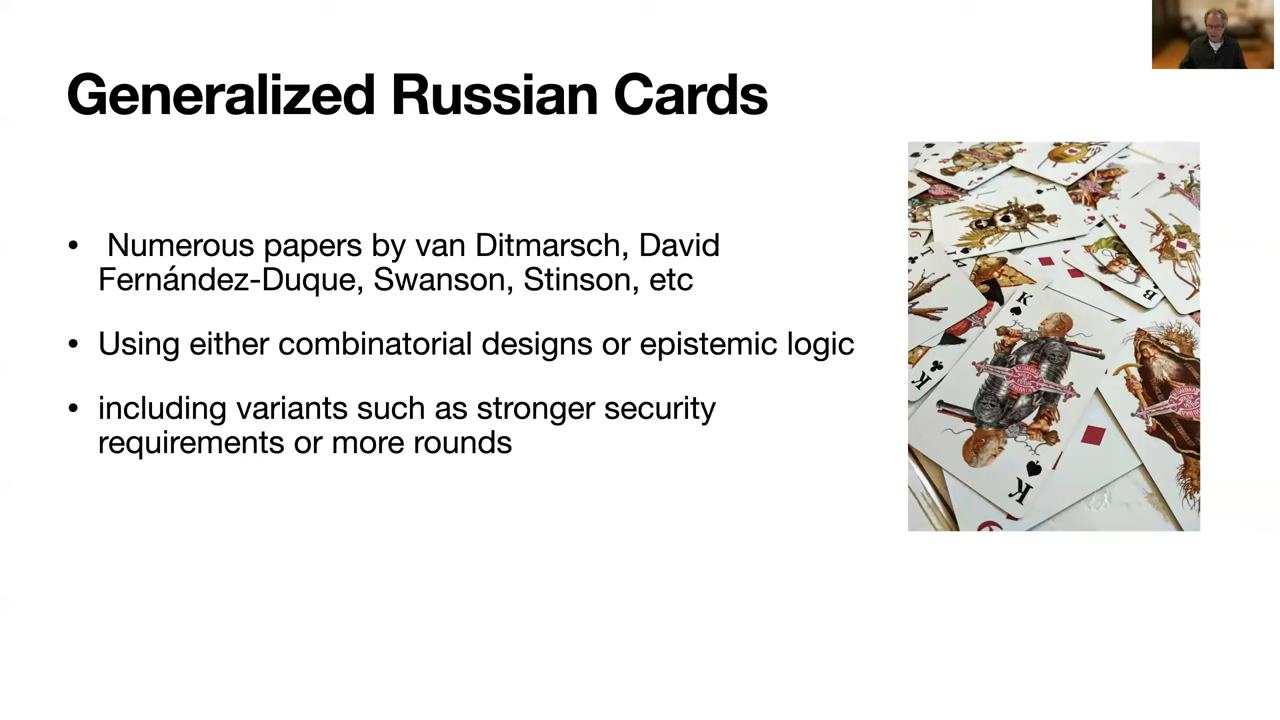 Generalized Russian Cards
• Numerous papers by van Ditmarsch, David
Fernández-Duque, Swanson, Stinson, etc
• Using either combinatorial designs or epistemic logic
• including variants such as stronger security
requirements or more rounds
K
K
K
B
6